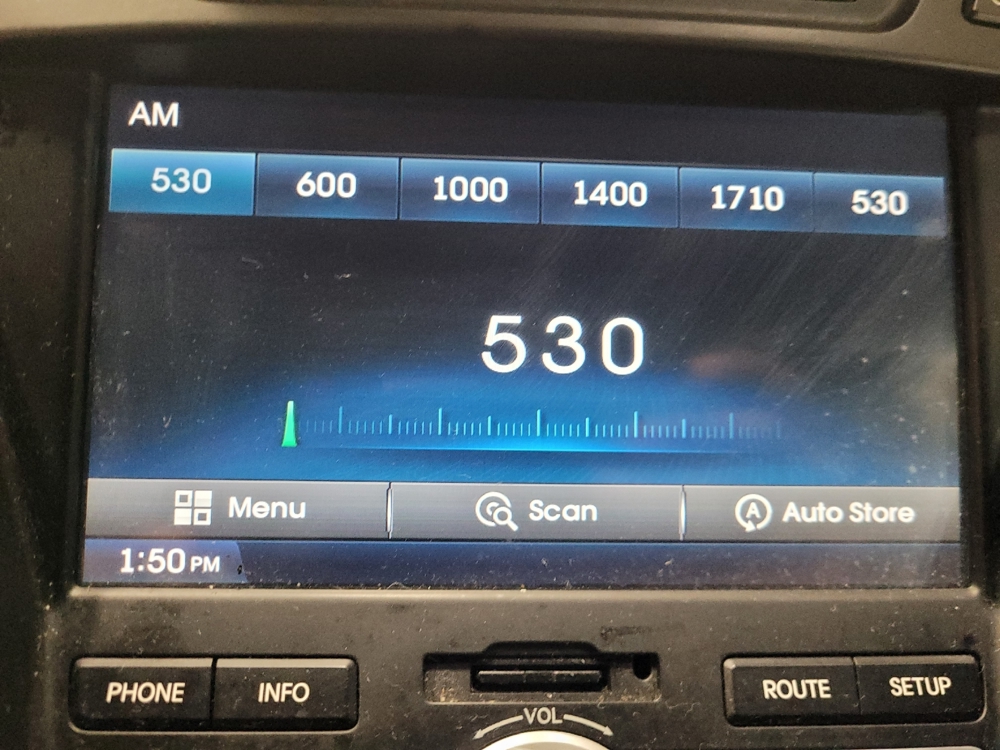 AM
530 600 1000 1400 1710 530
530
Menu Scan A Auto Store
1:50 PM
PHONE INFO ROUTE SETUP
VOL